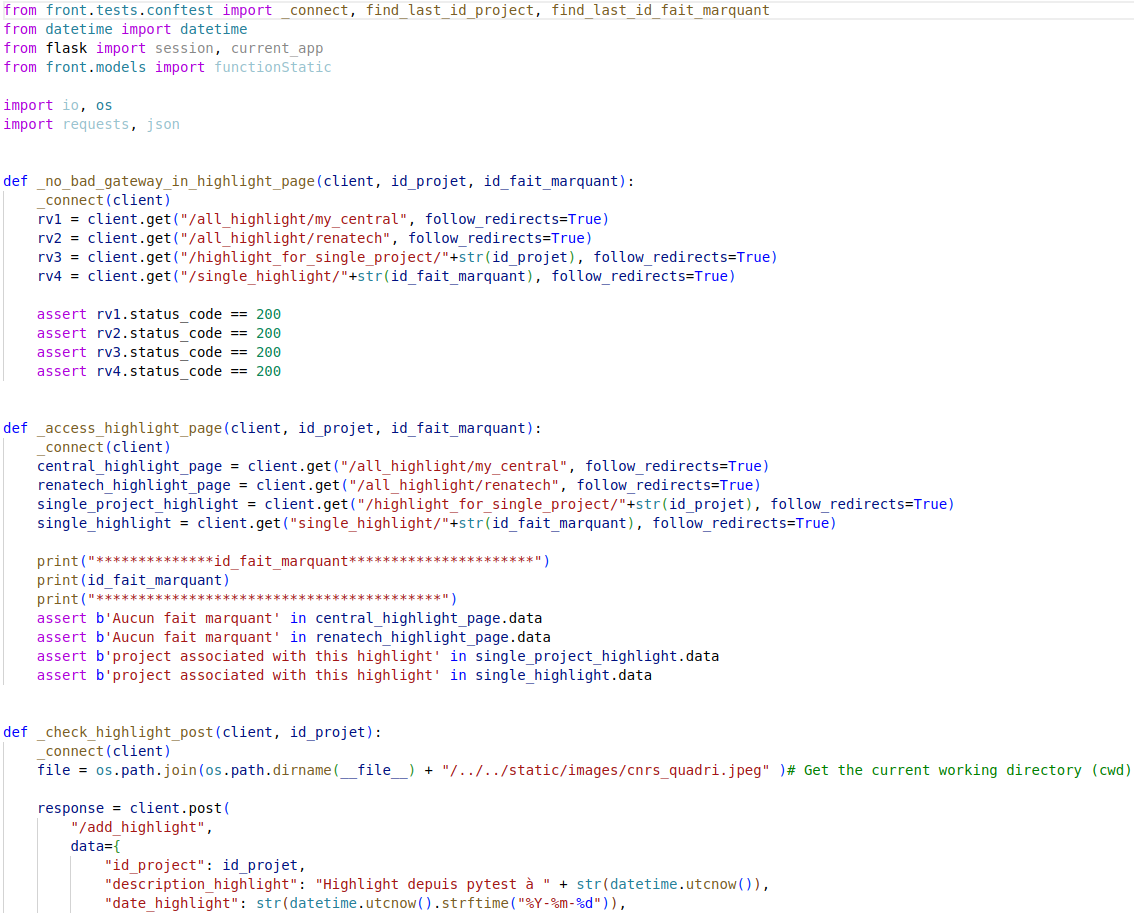 from front.tests.conftest import _connect, find_last_id_project, find_last_id_fait_marquant
from datetime import datetime
from flask import session, current_app
from front.models import functionStatic

import io, os
import requests, json


def _no_bad_gateway_in_highlight_page(client, id_projet, id_fait_marquant):
    _connect(client)
    rv1 = client.get("/all_highlight/my_central", follow_redirects=True)
    rv2 = client.get("/all_highlight/renatech", follow_redirects=True)
    rv3 = client.get("/highlight_for_single_project/"+str(id_projet), follow_redirects=True)
    rv4 = client.get("/single_highlight/"+str(id_fait_marquant), follow_redirects=True)

    assert rv1.status_code == 200
    assert rv2.status_code == 200
    assert rv3.status_code == 200
    assert rv4.status_code == 200


def _access_highlight_page(client, id_projet, id_fait_marquant):
    _connect(client)
    central_highlight_page = client.get("/all_highlight/my_central", follow_redirects=True)
    renatech_highlight_page = client.get("/all_highlight/renatech", follow_redirects=True)
    single_project_highlight = client.get("/highlight_for_single_project/"+str(id_projet), follow_redirects=True)
    single_highlight = client.get("single_highlight/"+str(id_fait_marquant), follow_redirects=True)

    print("**************id_fait_marquant**********************")
    print(id_fait_marquant)
    print("*****************************************")
    assert b'Aucun fait marquant' in central_highlight_page.data
    assert b'Aucun fait marquant' in renatech_highlight_page.data
    assert b'project associated with this highlight' in single_project_highlight.data
    assert b'project associated with this highlight' in single_highlight.data


def _check_highlight_post(client, id_projet):
    _connect(client)
    file = os.path.join(os.path.dirname(__file__) + "/../../static/images/cnrs_quadri.jpeg" )# Get the current working directory (cwd)

    response = client.post(
        "/add_highlight",
        data={
            "id_project": id_projet,
            "description_highlight": "Highlight depuis pytest à " + str(datetime.utcnow()),
            "date_highlight": str(datetime.utcnow().strftime("%Y-%m-%d")),